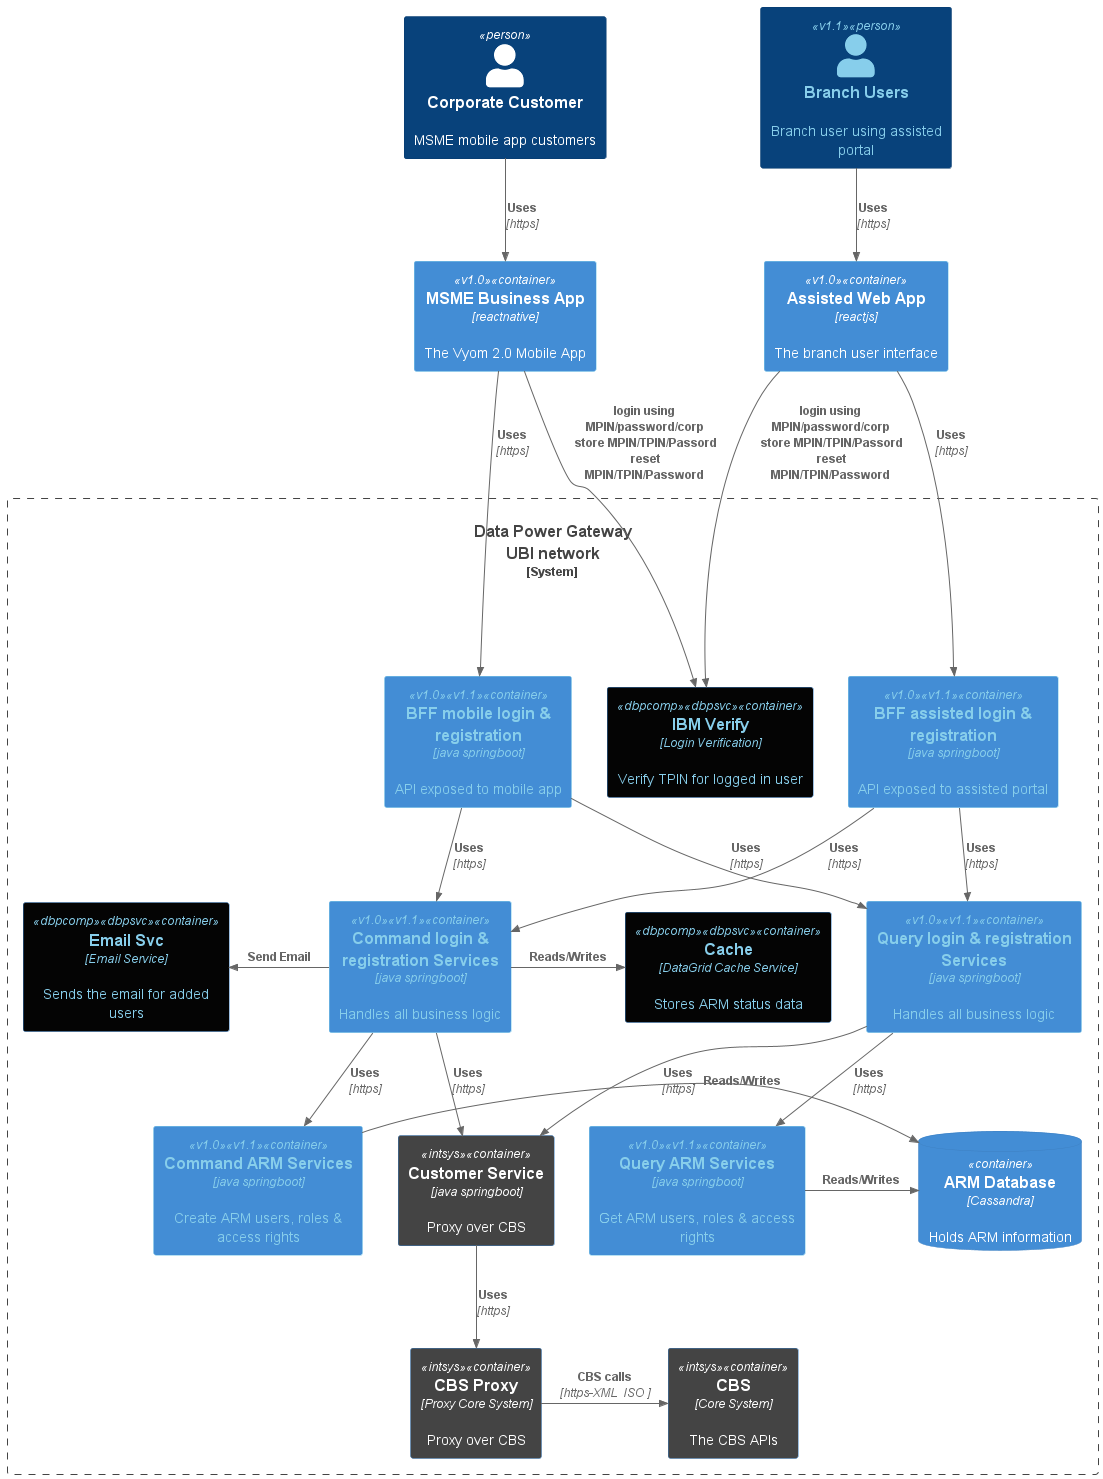 «person»
Corporate Customer
MSME mobile app customers
«v1.1»«person»
Branch Users
Branch user using assisted
portal
Uses
[https]
Uses
[https]
«v1.0»«container»
MSME Business App
[reactnative]
The Vyom 2.0 Mobile App
«v1.0»«container»
Assisted Web App
[reactjs]
The branch user interface
Uses
[https]
login using
MPIN/password/corp
store MPIN/TPIN/Passord
reset
MPIN/TPIN/Password
login using
MPIN/password/corp
store MPIN/TPIN/Passord
reset
MPIN/TPIN/Password
Uses
[https]
Data Power Gateway
UBI network
[System]
«v1.0»«v1.1»«container»
BFF mobile login &
registration
[java springboot]
API exposed to mobile app
«dbpcomp»«dbpsvc»«container»
IBM Verify
[Login Verification]
Verify TPIN for logged in user
«v1.0»«v1.1»«container»
BFF assisted login &
registration
[java springboot]
API exposed to assisted portal
Uses
[https]
Uses
[https]
Uses
[https]
Uses
[https]
«dbpcomp»«dbpsvc»«container»
Email Svc
[Email Service]
Sends the email for added
users
Send Email
«v1.0»«v1.1»«container»
Command login &
registration Services
[java springboot]
Handles all business logic
Reads/Writes
«dbpcomp»«dbpsvc»«container»
Cache
[DataGrid Cache Service]
Stores ARM status data
«v1.0»«v1.1»«container»
Query login & registration
Services
[java springboot]
Handles all business logic
Uses
[https]
Uses
[https]
Uses
[https]
Reads/Writes
Uses
[https]
«v1.0»«v1.1»«container»
Command ARM Services
[java springboot]
Create ARM users, roles &
access rights
«intsys»«container»
Customer Service
[java springboot]
Proxy over CBS
«v1.0»«v1.1»«container»
Query ARM Services
[java springboot]
Get ARM users, roles & access
rights
Reads/Writes
«container»
ARM Database
[Cassandra]
Holds ARM information
Uses
[https]
«intsys»«container»
CBS Proxy
[Proxy Core System]
Proxy over CBS
CBS calls
[https-XML ISO ]
«intsys»«container»
CBS
[Core System]
The CBS APIs